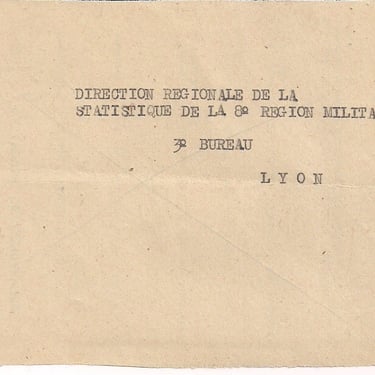 DIRECTION REGIONALE DE LA
STATISTIQUE DE LA 8º REGION MILITA
3º BUREAU
LYON